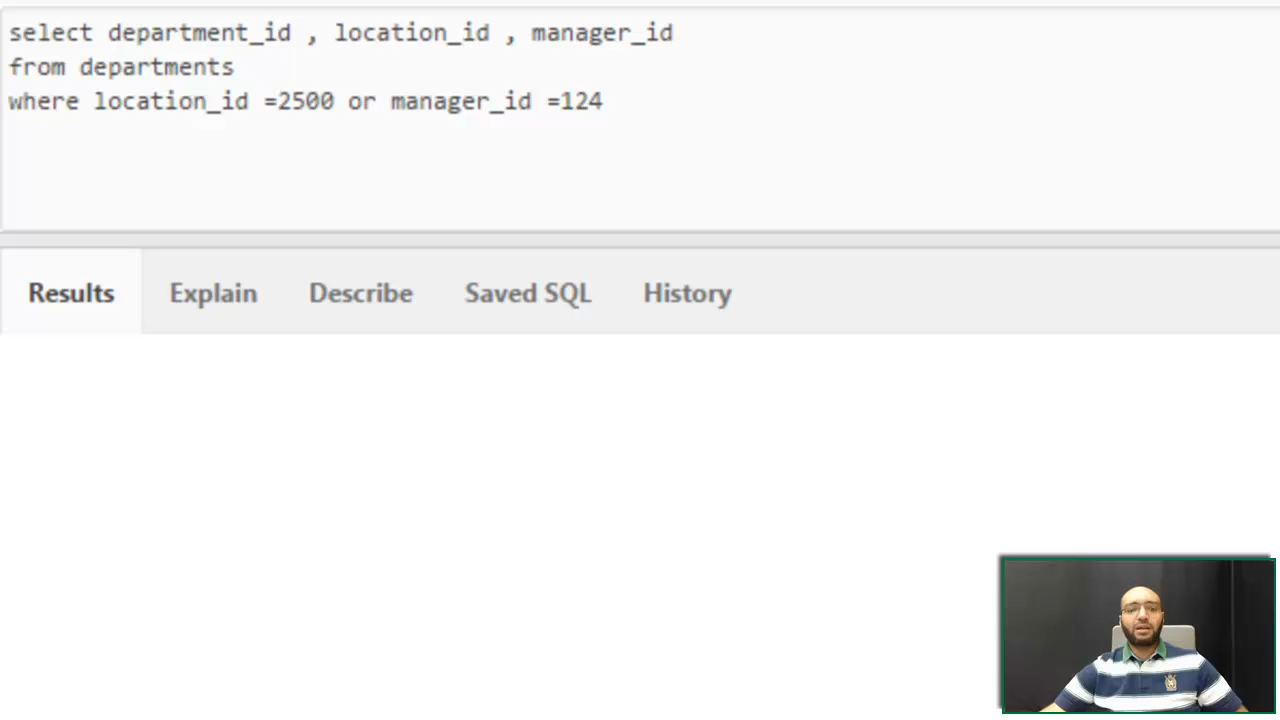 select department_id , location_id , manager_id
from departments
where location_id =2500 or manager_id =124
Results Explain Describe Saved SQL History